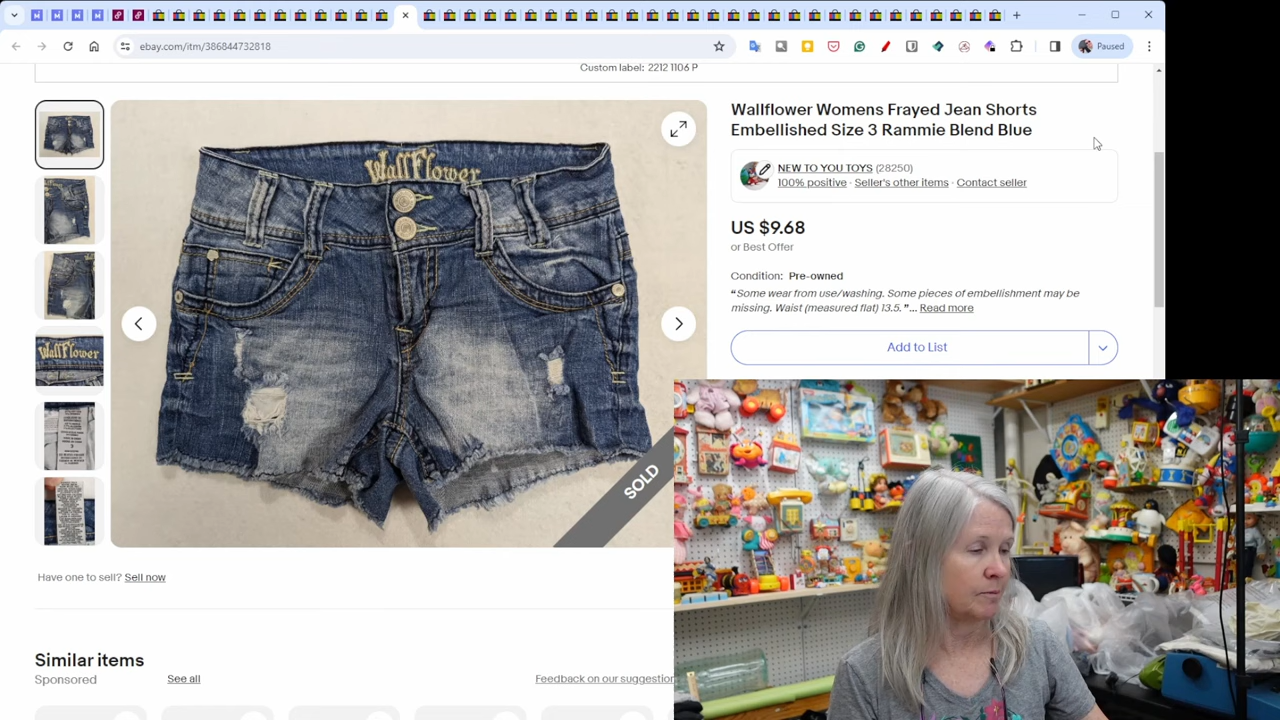 Paused
ebay.com/itm/386844732818
Custom label: 2212 1106 P
WallFlower
SOLD
WallFlower
Wallflower Womens Frayed Jean Shorts
Embellished Size 3 Rammie Blend Blue
NEW TO YOU TOYS (28250)
100% positive · Seller's other items · Contact seller
US $9.68
or Best Offer
Condition: Pre-owned
“Some wear from use/washing. Some pieces of embellishment may be
missing. Waist (measured flat) 13.5. ”... Read more
Add to List
Have one to sell? Sell now
Similar items
Sponsored See all
Feedback on our suggestion